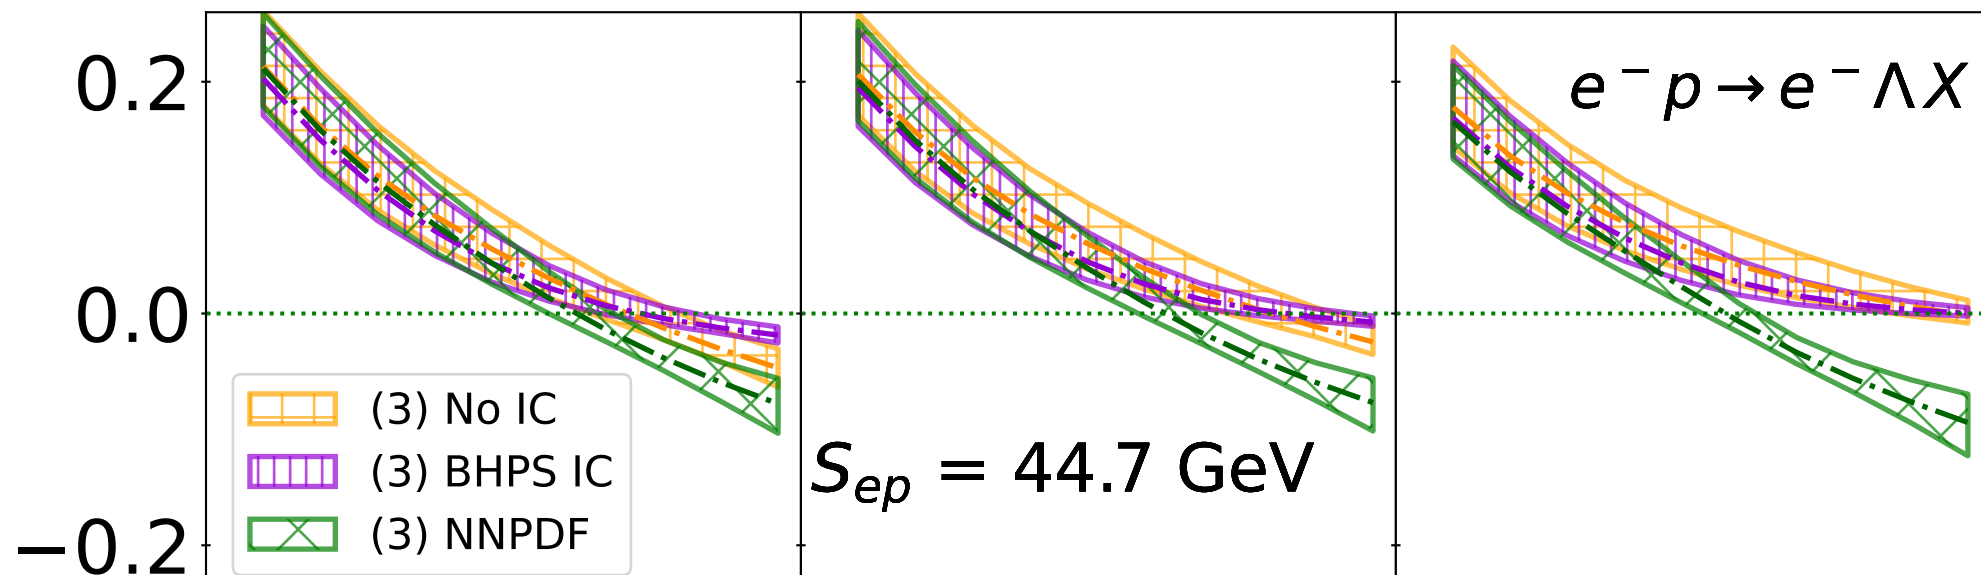 0.2
0.0
−0.2
(3) No IC
(3) BHPS IC
(3) NNPDF
S_ep = 44.7 GeV
e⁻p → e⁻ΛX